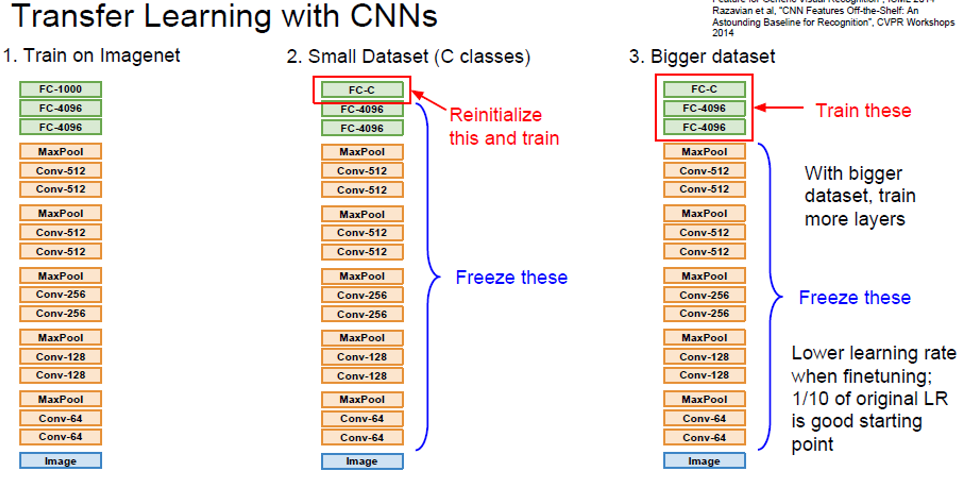 Transfer Learning with CNNs
Feature for Generic Visual Recognition", ICML 2014
Razavian et al, "CNN Features Off-the-Shelf: An
Astounding Baseline for Recognition", CVPR Workshops
2014
1. Train on Imagenet
FC-1000
FC-4096
FC-4096
MaxPool
Conv-512
Conv-512
MaxPool
Conv-512
Conv-512
MaxPool
Conv-256
Conv-256
MaxPool
Conv-128
Conv-128
MaxPool
Conv-64
Conv-64
Image
2. Small Dataset (C classes)
FC-C
FC-4096
FC-4096
MaxPool
Conv-512
Conv-512
MaxPool
Conv-512
Conv-512
MaxPool
Conv-256
Conv-256
MaxPool
Conv-128
Conv-128
MaxPool
Conv-64
Conv-64
Image
Reinitialize
this and train
Freeze these
3. Bigger dataset
FC-C
FC-4096
FC-4096
MaxPool
Conv-512
Conv-512
MaxPool
Conv-512
Conv-512
MaxPool
Conv-256
Conv-256
MaxPool
Conv-128
Conv-128
MaxPool
Conv-64
Conv-64
Image
Train these
With bigger
dataset, train
more layers
Freeze these
Lower learning rate
when finetuning;
1/10 of original LR
is good starting
point